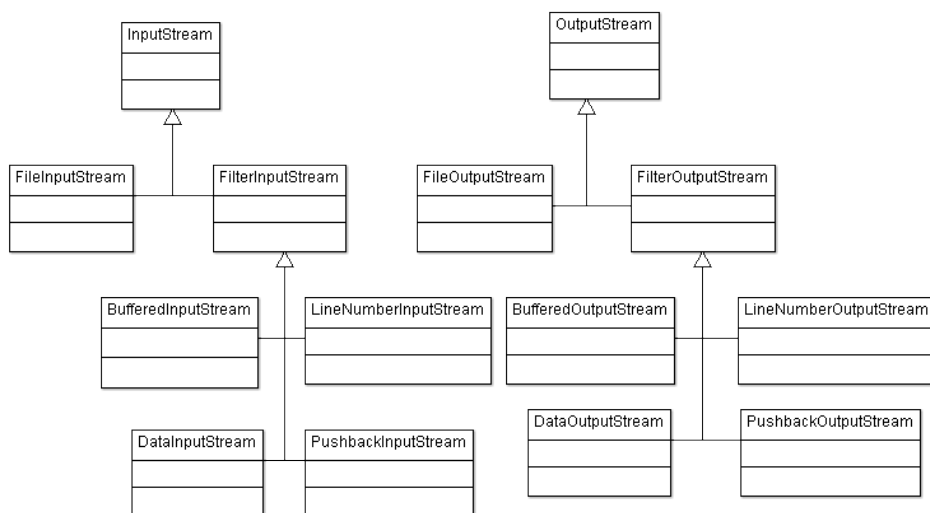 InputStream
OutputStream
FileInputStream
FilterInputStream
FileOutputStream
FilterOutputStream
BufferedInputStream
LineNumberInputStream
BufferedOutputStream
LineNumberOutputStream
DataInputStream
PushbackInputStream
DataOutputStream
PushbackOutputStream